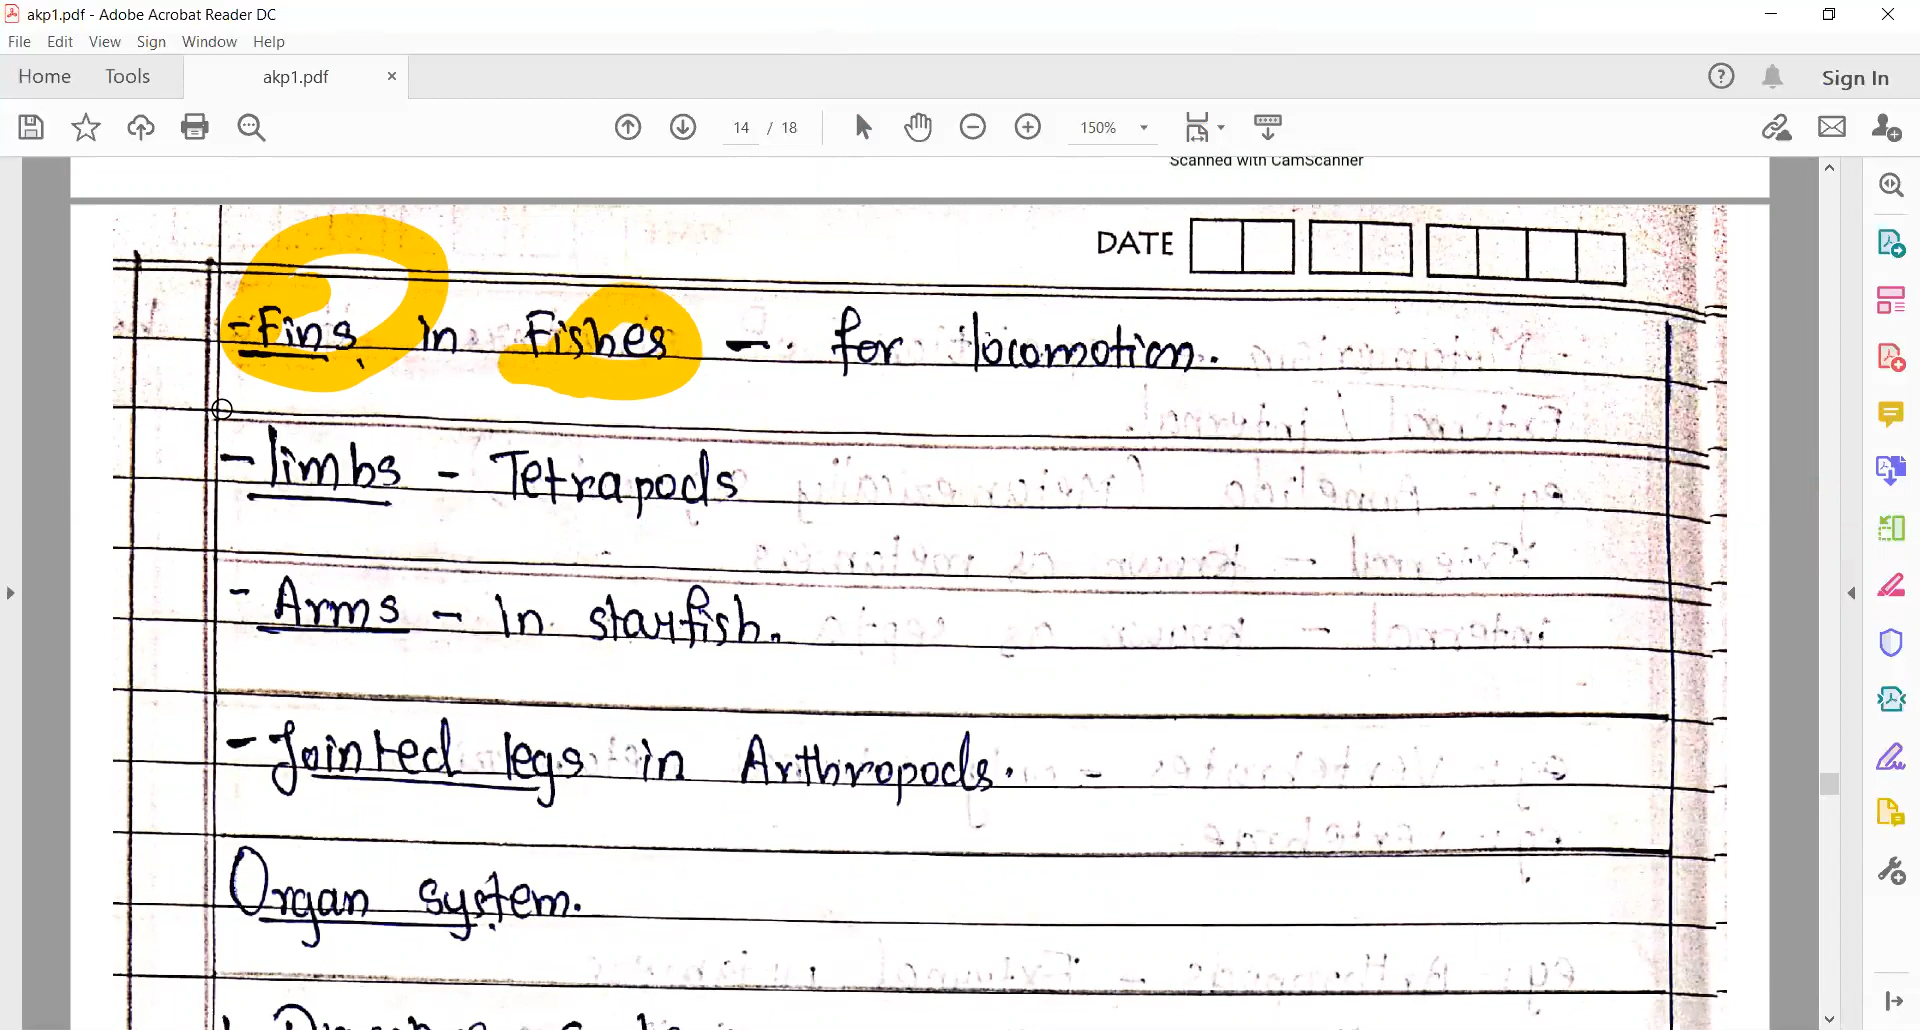 akp1.pdf - Adobe Acrobat Reader DC
File Edit View Sign Window Help
Home Tools akp1.pdf × Sign In
14 / 18 150%
Scanned with CamScanner
DATE
- Fins in Fishes - for locomotion.
- limbs - Tetrapods
- Arms - In starfish.
- Jointed legs in Arthropods.
Organ system.